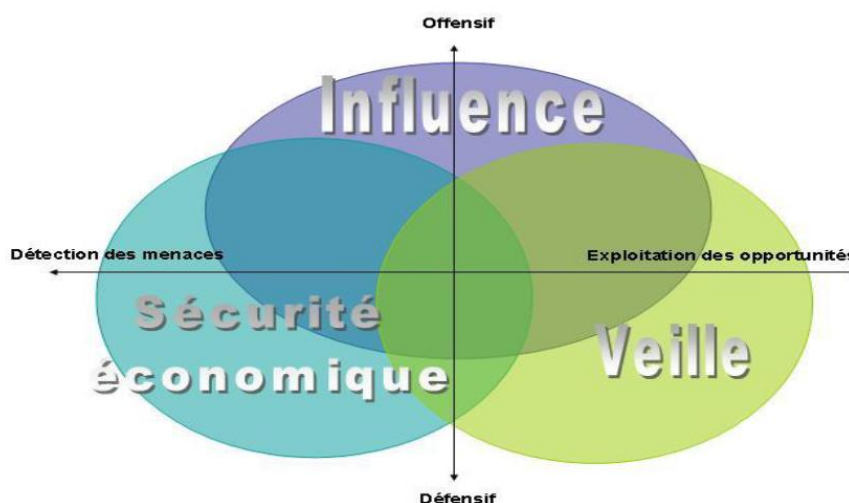 Offensif
Influence
Détection des menaces
Exploitation des opportunités
Sécurité
économique
Veille
Défensif